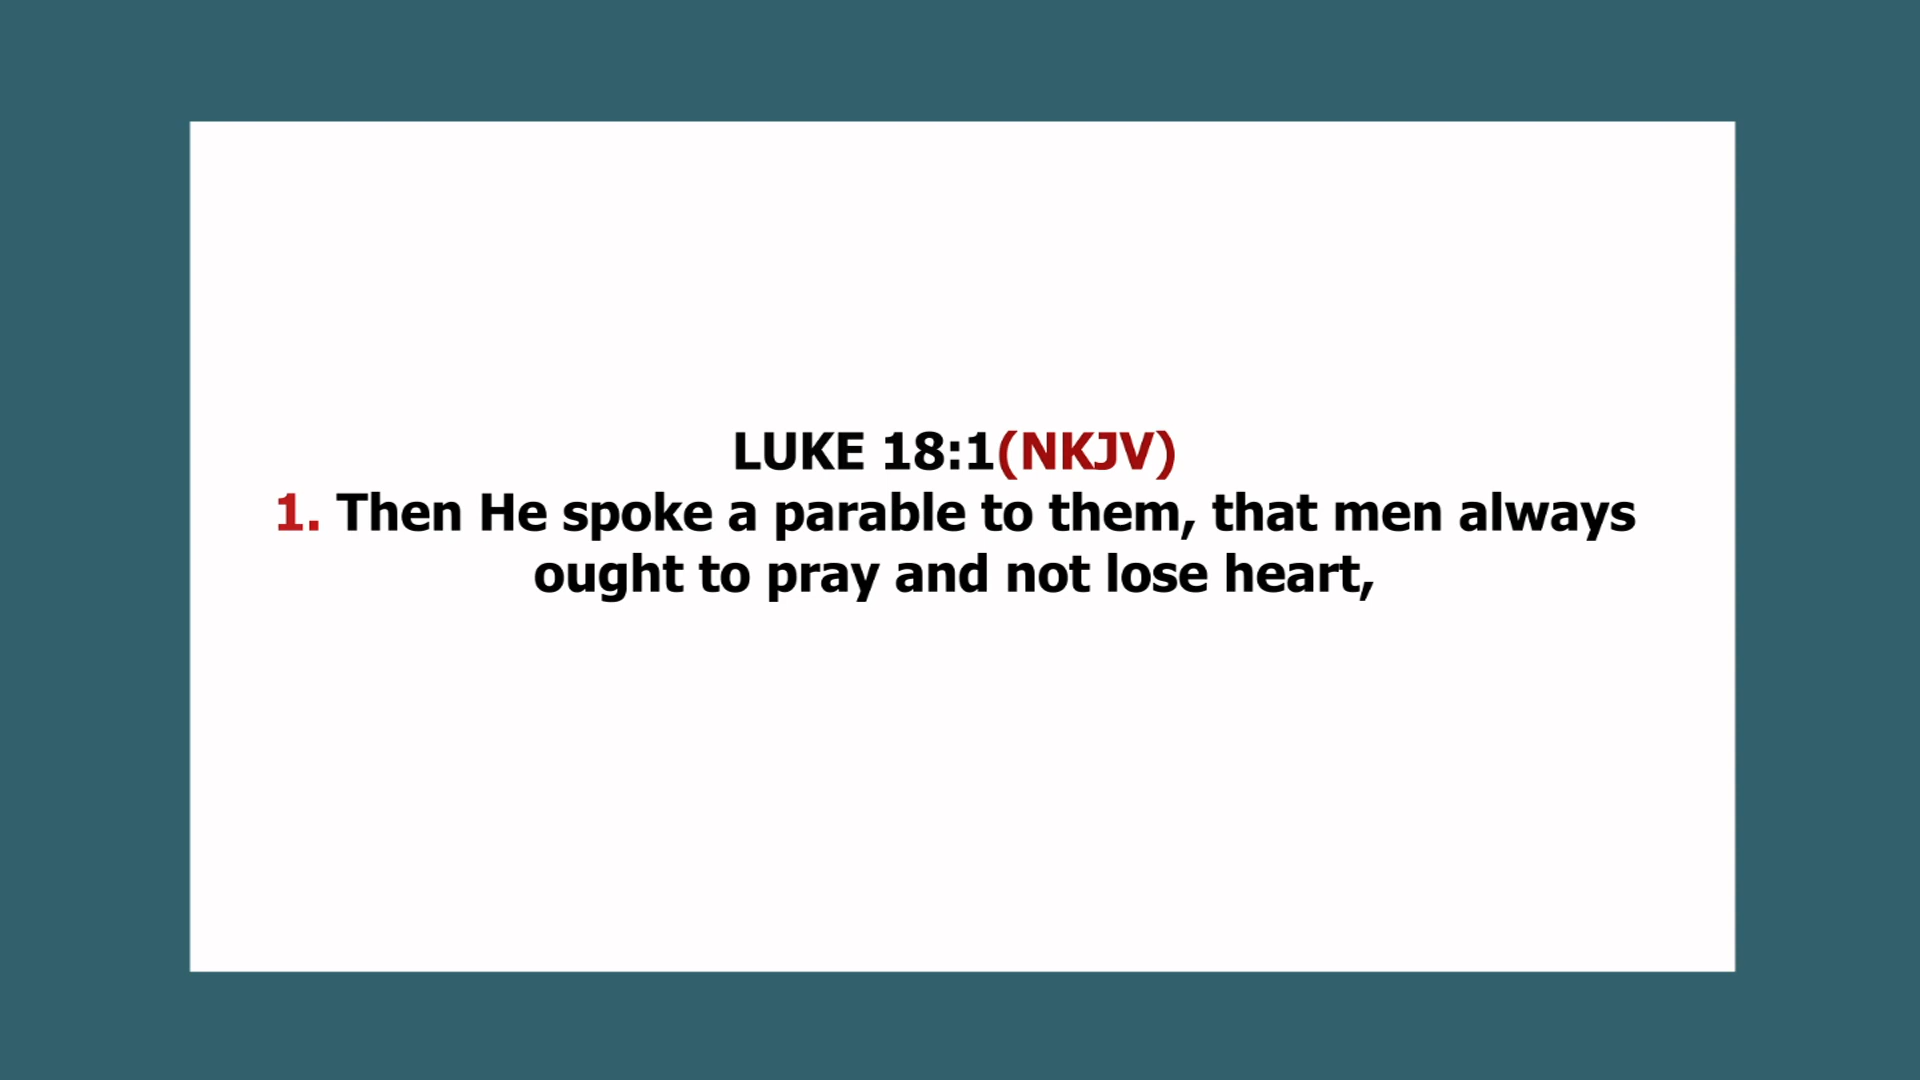 LUKE 18:1(NKJV)
1. Then He spoke a parable to them, that men always
ought to pray and not lose heart,